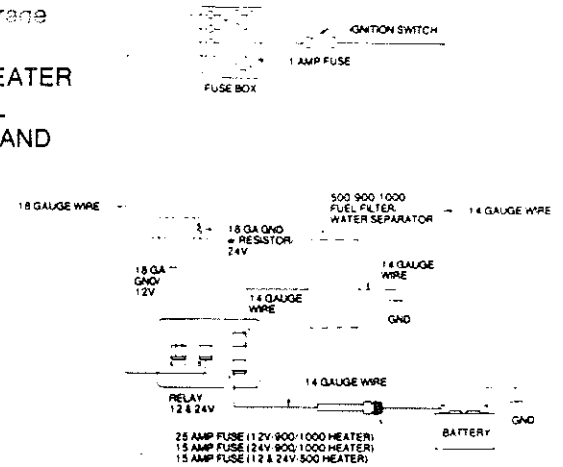 EATER
AND
IGNITION SWITCH
1 AMP FUSE
FUSE BOX
18 GAUGE WIRE
500 900 1000
FUEL FILTER
WATER SEPARATOR
14 GAUGE WIRE
18 GA GND
RESISTOR
24V
18 GA
GND/
12V
14 GAUGE
WIRE
14 GAUGE
WIRE
GND
RELAY
12 & 24V
14 GAUGE WIRE
BATTERY
GND
25 AMP FUSE (12V-900/1000 HEATER)
15 AMP FUSE (24V-900/1000 HEATER)
15 AMP FUSE (12 & 24V-500 HEATER)